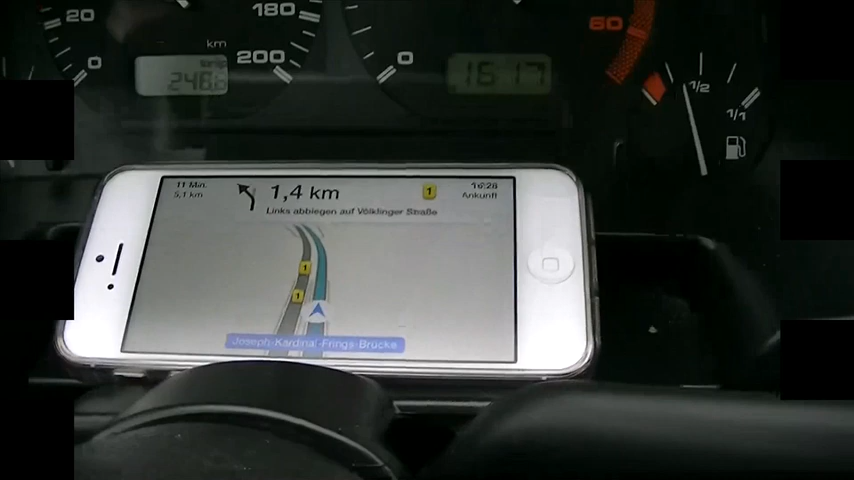 20
0
180
km
200
trip
0
16:17
60
1/2
1/1
11 Min.
5,1 km
1,4 km
1
16:28
Ankunft
Links abbiegen auf Völklinger Straße
1
1
Joseph-Kardinal-Frings-Brücke